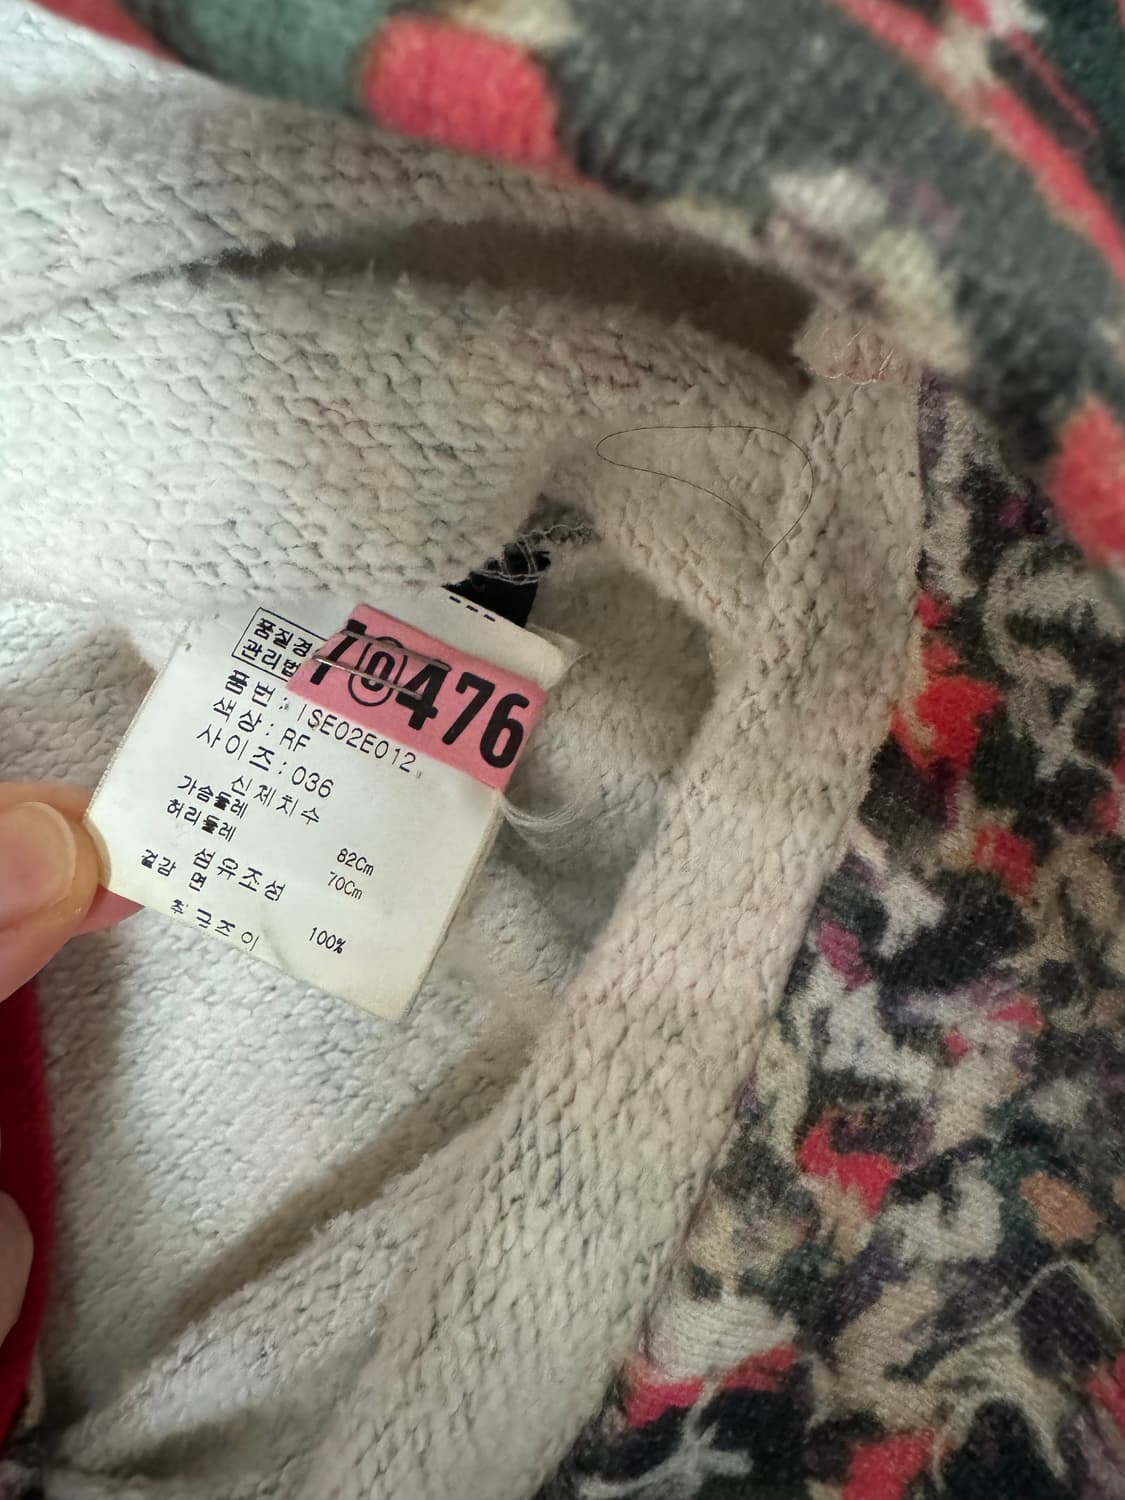 품질경
관리법
7 0 476
품번: ISE02E012
색상: RF
사이즈: 036
신체치수
가슴둘레 82Cm
허리둘레 70Cm
섬유조성
겉감
면 100%